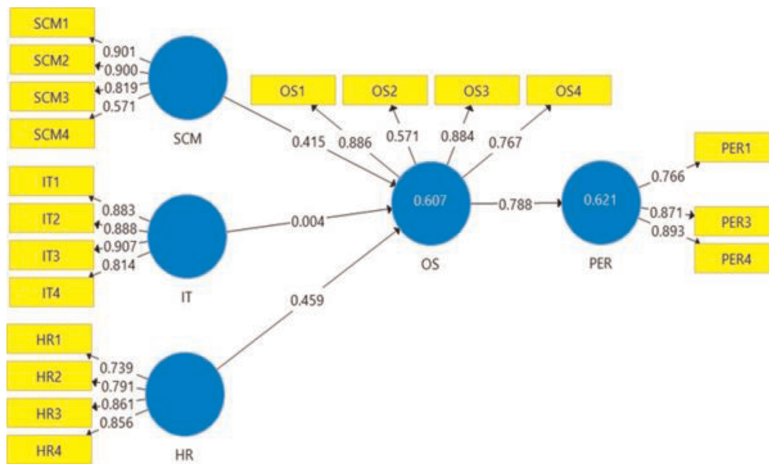 SCM1
SCM2
SCM3
SCM4
0.901
0.900
0.819
0.571
SCM
IT1
IT2
IT3
IT4
0.883
0.888
0.907
0.814
IT
HR1
HR2
HR3
HR4
0.739
0.791
0.861
0.856
HR
0.415
0.004
0.459
OS1
OS2
OS3
OS4
0.886
0.571
0.884
0.767
0.607
OS
0.788
0.621
PER
0.766
0.871
0.893
PER1
PER3
PER4